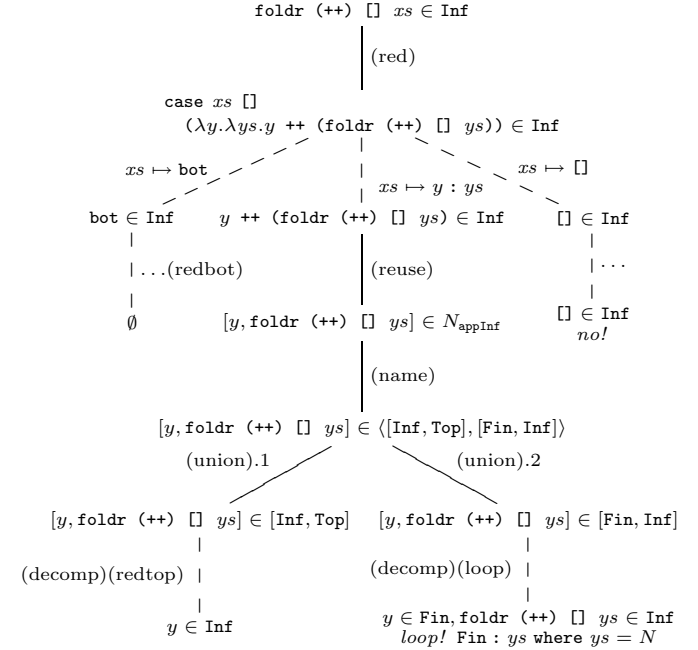 foldr (++) [] xs ∈ Inf
(red)
case xs []
(λy.λys.y ++ (foldr (++) [] ys)) ∈ Inf
xs ↦ bot
xs ↦ y : ys
xs ↦ []
bot ∈ Inf
y ++ (foldr (++) [] ys) ∈ Inf
[] ∈ Inf
...(redbot)
(reuse)
...
∅
[y, foldr (++) [] ys] ∈ N_appInf
[] ∈ Inf
no!
(name)
[y, foldr (++) [] ys] ∈ ⟨[Inf, Top], [Fin, Inf]⟩
(union).1
(union).2
[y, foldr (++) [] ys] ∈ [Inf, Top]
[y, foldr (++) [] ys] ∈ [Fin, Inf]
(decomp)(redtop)
(decomp)(loop)
y ∈ Inf
y ∈ Fin, foldr (++) [] ys ∈ Inf
loop! Fin : ys where ys = N